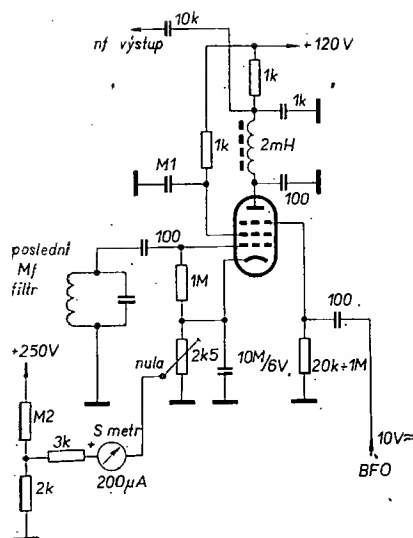 10k
nf výstup
+120V
1k
1k
1k
2mH
M1
100
100
poslední
Mf
filtr
1M
100
+250V
nula
2k5
10M/6V
20k÷1M
M2
3k
+
S metr
200µA
2k
10V≈
BFO